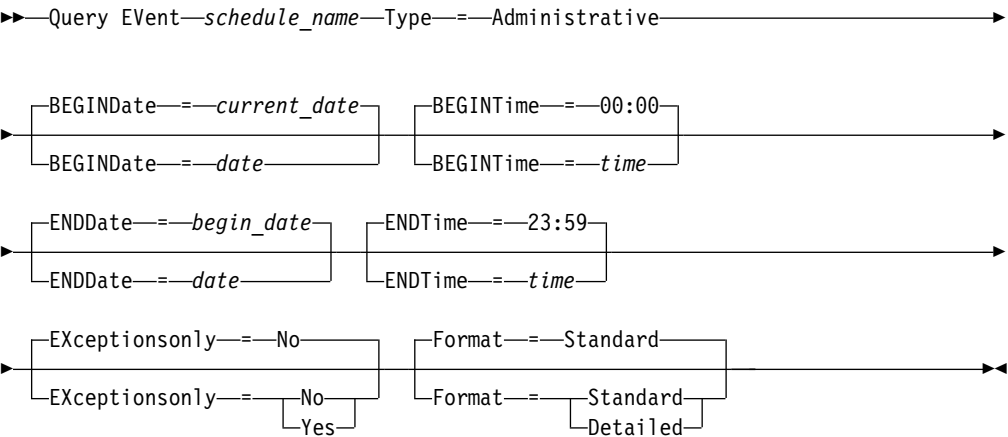 Query EVent schedule_name Type = Administrative
BEGINDate = current_date BEGINTime = 00:00
BEGINDate = date BEGINTime = time
ENDDate = begin_date ENDTime = 23:59
ENDDate = date ENDTime = time
EXceptionsonly = No Format = Standard
EXceptionsonly = No Format = Standard
Yes Detailed